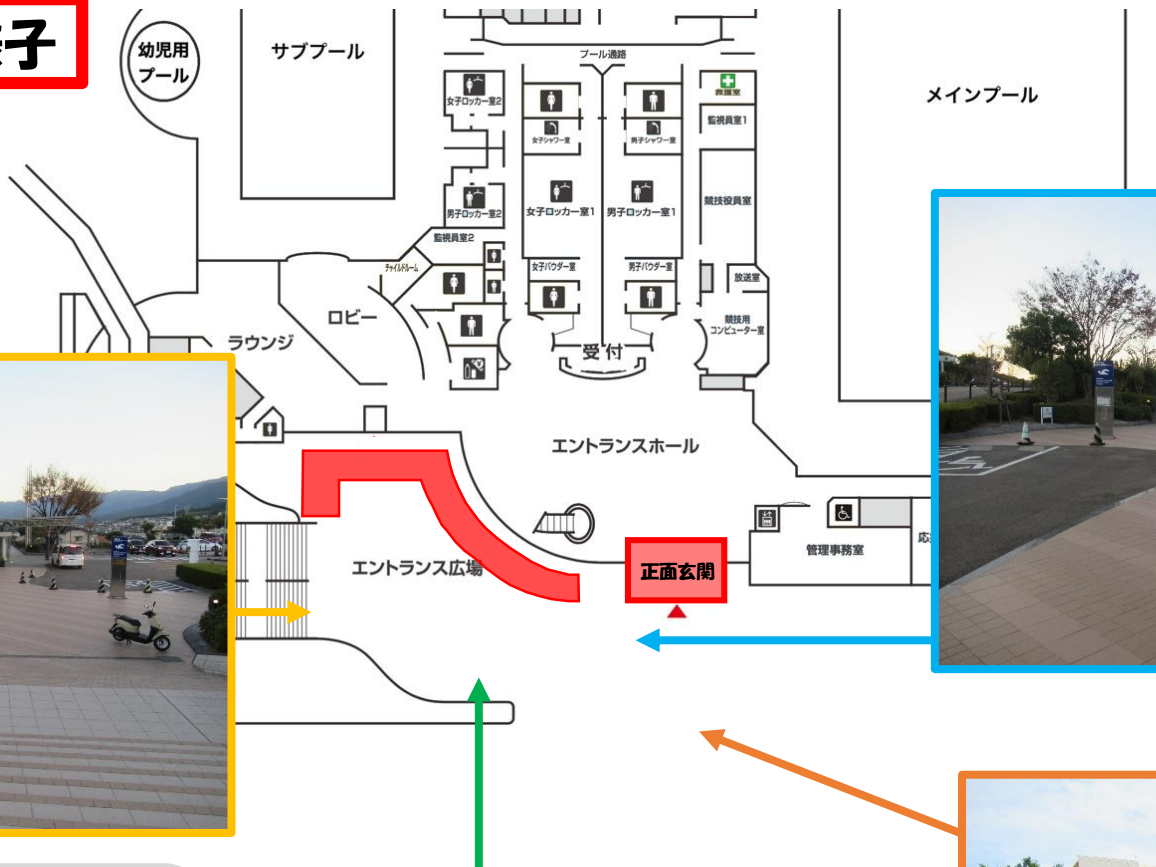 子
幼児用
プール
サブプール
プール通路
メインプール
女子ロッカー室2
救護室
監視員室1
女子シャワー室
男子シャワー室
競技役員室
男子ロッカー室2
女子ロッカー室1
男子ロッカー室1
監視員室2
チャイルドルーム
女子パウダー室
男子パウダー室
放送室
ロビー
競技用
コンピューター室
ラウンジ
受付
エントランスホール
管理事務室
エントランス広場
正面玄関